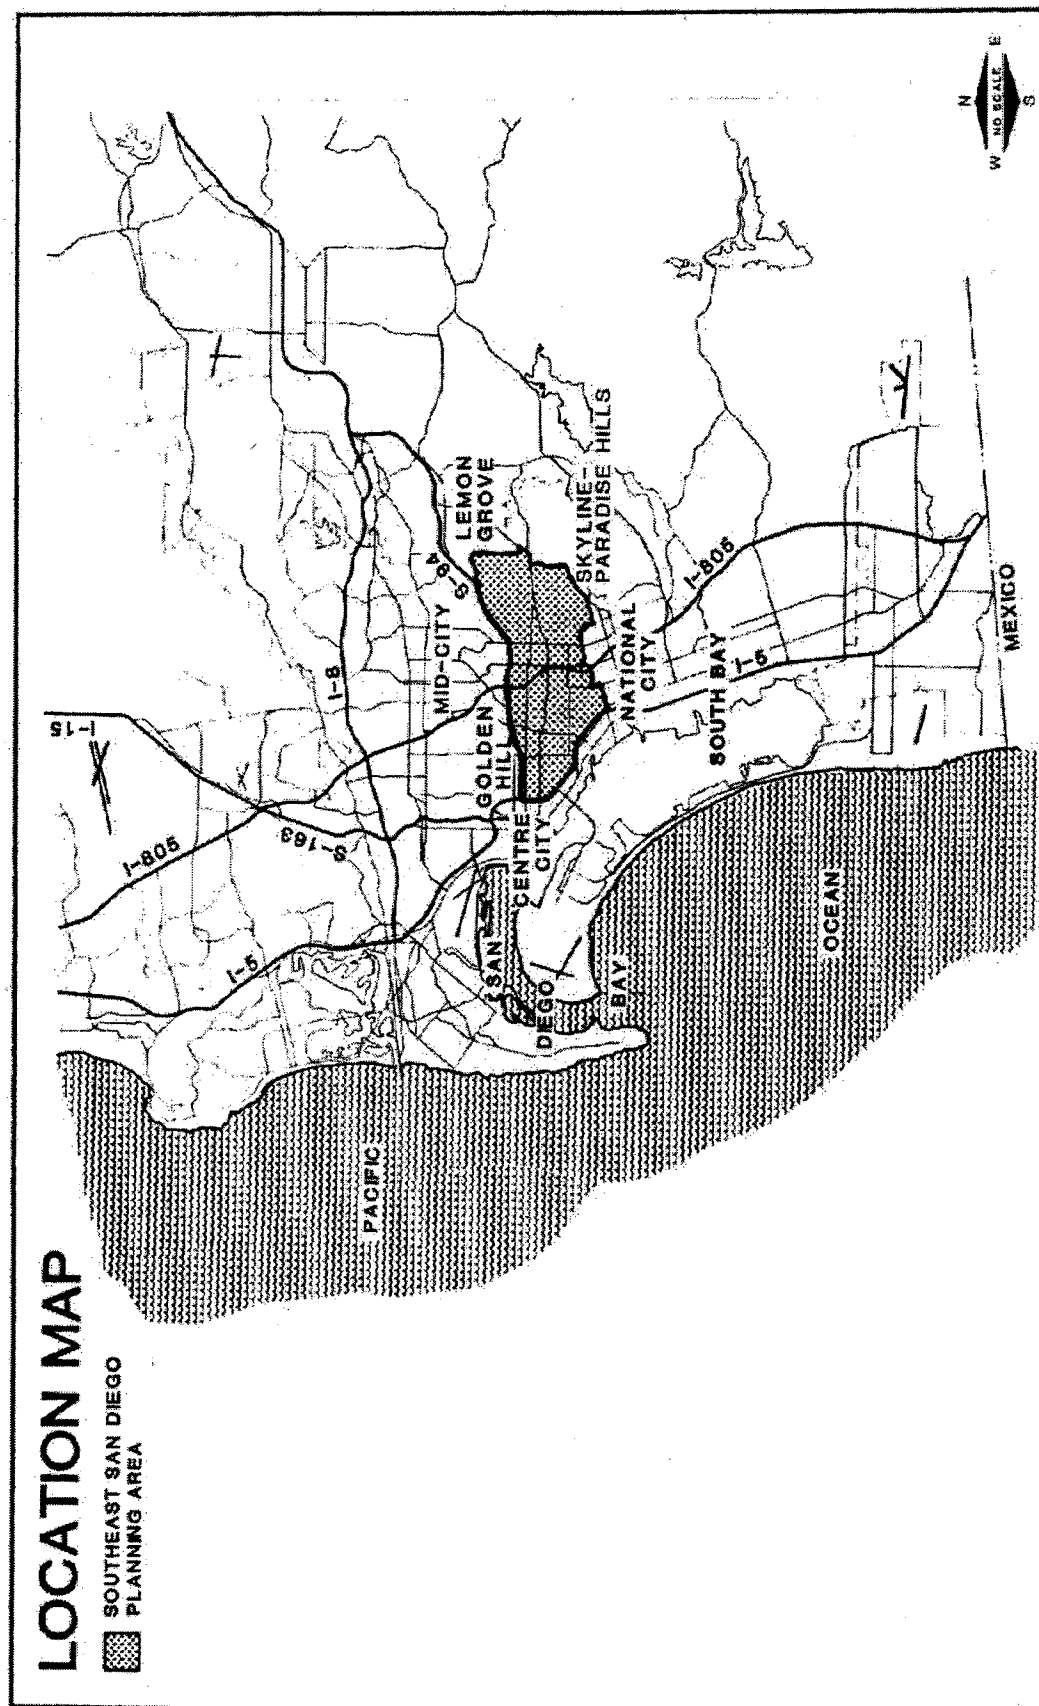 LOCATION MAP
SOUTHEAST SAN DIEGO
PLANNING AREA
I-15
I-805
S-163
I-5
I-8
MID-CITY
S-94
LEMON
GROVE
GOLDEN
HILL
CENTRE
CITY
SAN
DIEGO
BAY
SKYLINE-
PARADISE HILLS
NATIONAL
CITY
I-805
SOUTH BAY
I-5
PACIFIC
OCEAN
MEXICO
N
W
NO SCALE
E
S